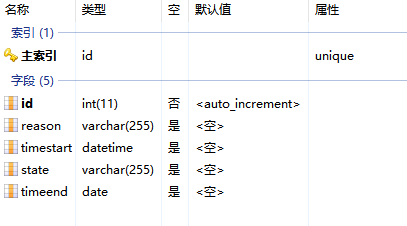 名称 类型 空 默认值 属性
索引 (1)
主索引 id unique
字段 (5)
id int(11) 否 <auto_increment>
reason varchar(255) 是 <空>
timestart datetime 是 <空>
state varchar(255) 是 <空>
timeend date 是 <空>